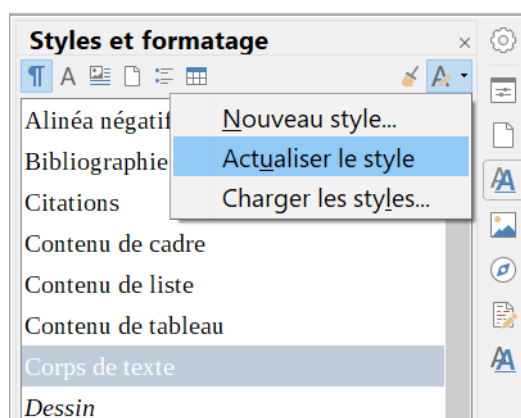 Styles et formatage
Alinéa négatif
Nouveau style...
Bibliographie
Actualiser le style
Citations
Charger les styles...
Contenu de cadre
Contenu de liste
Contenu de tableau
Corps de texte
Dessin